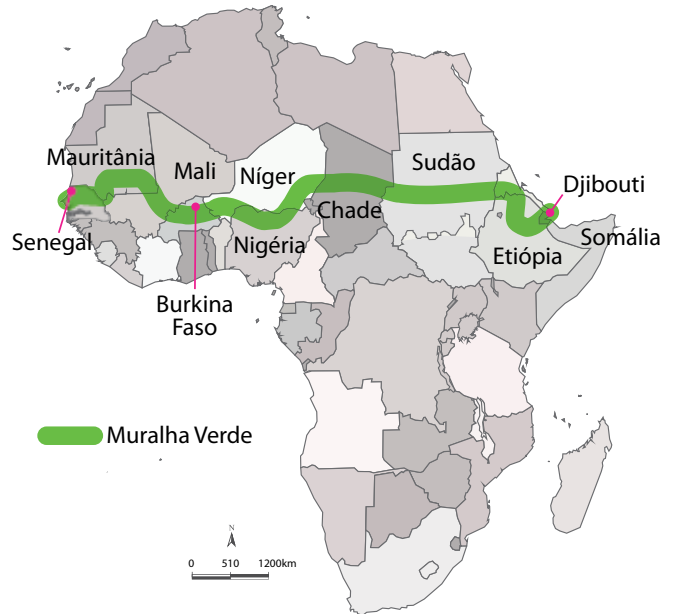 Mauritânia
Mali
Níger
Sudão
Djibouti
Chade
Senegal
Nigéria
Etiópia
Somália
Burkina
Faso
Muralha Verde
N
0 510 1200km